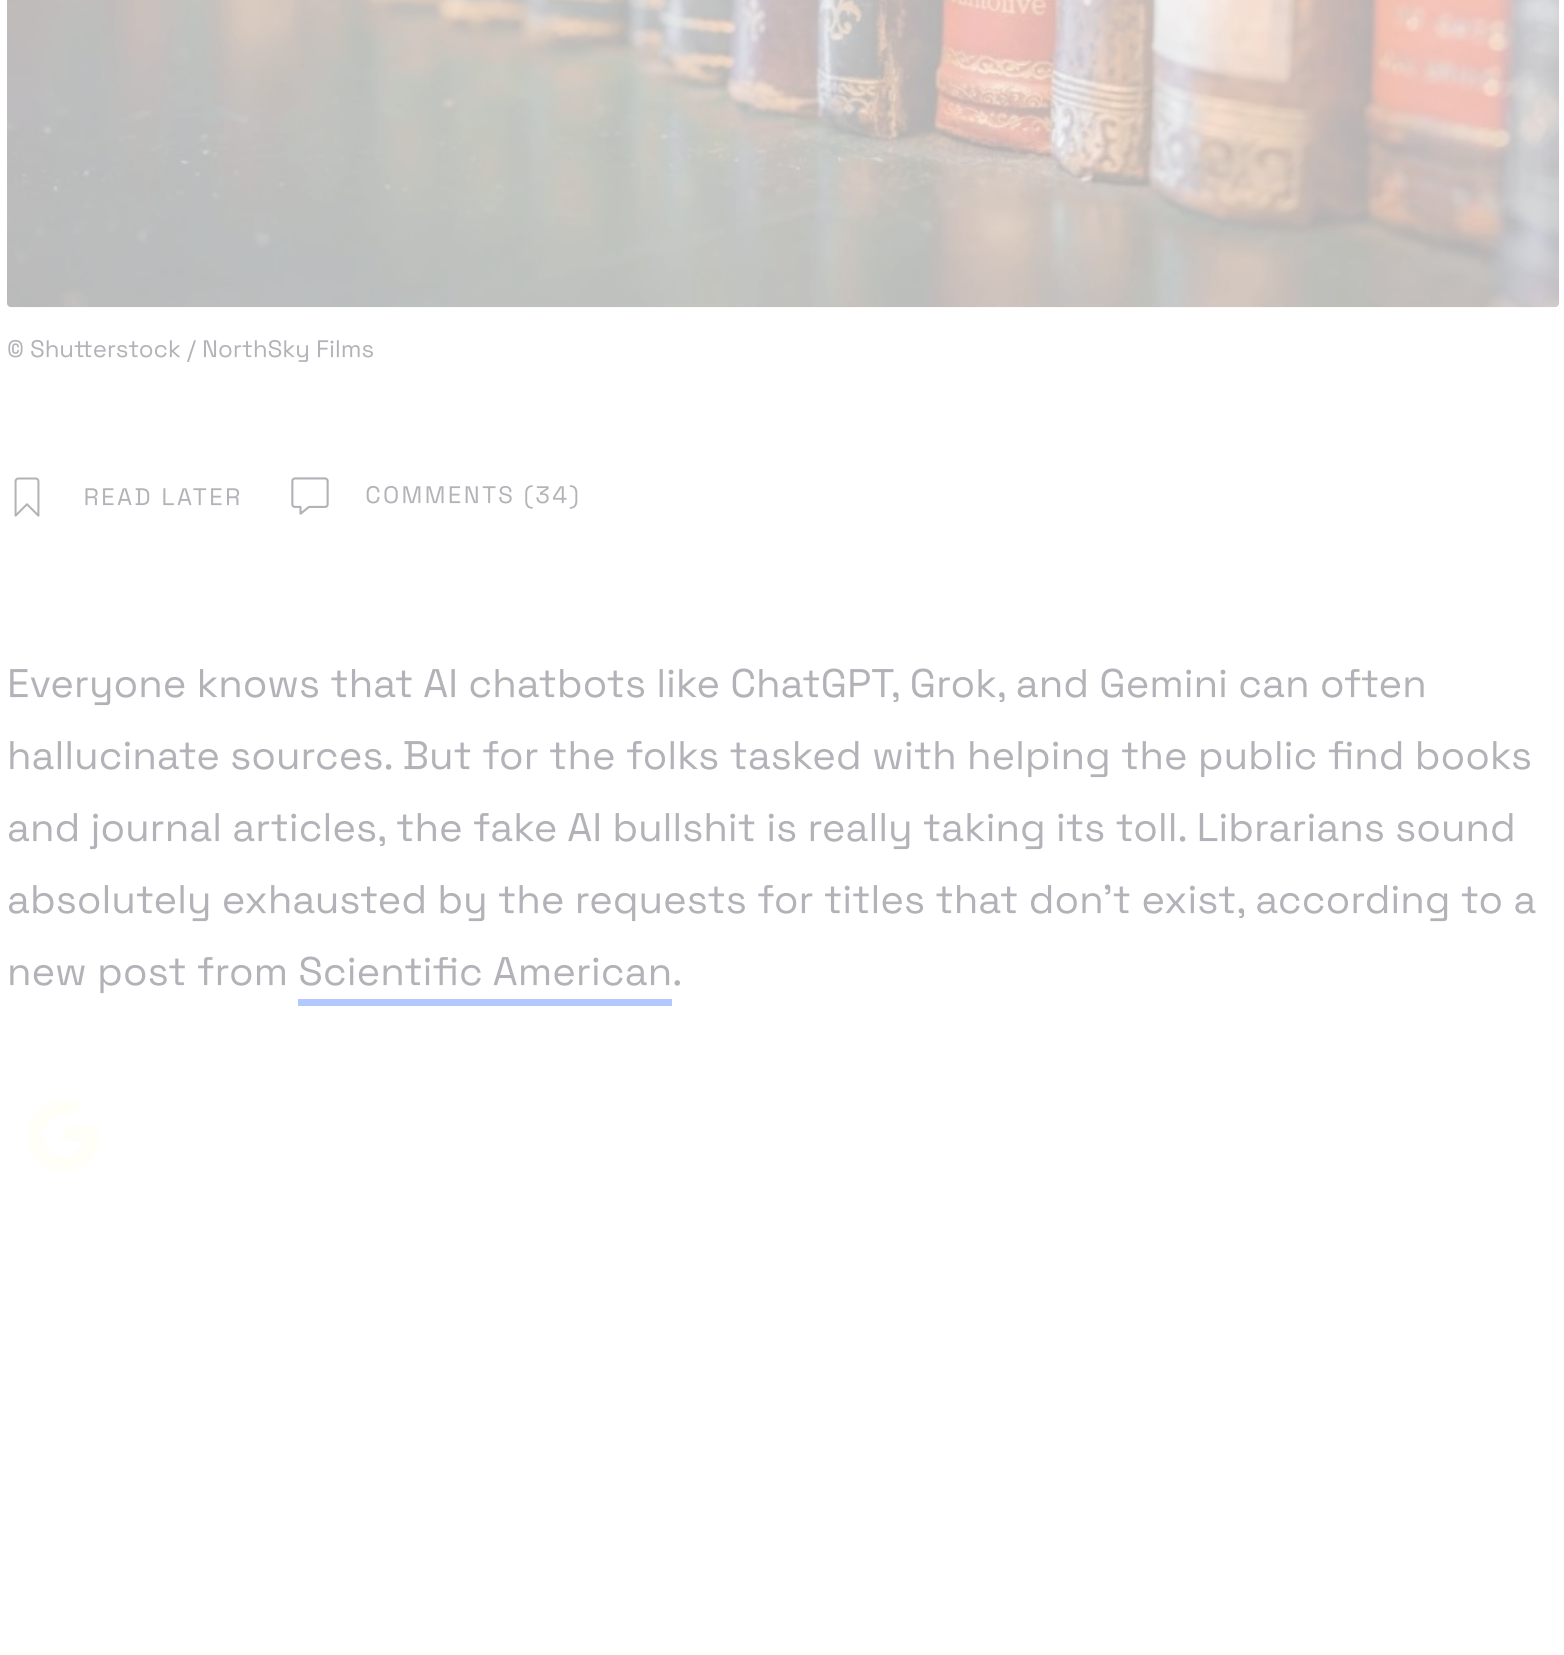 © Shutterstock / NorthSky Films
READ LATER
COMMENTS (34)
Everyone knows that AI chatbots like ChatGPT, Grok, and Gemini can often
hallucinate sources. But for the folks tasked with helping the public find books
and journal articles, the fake AI bullshit is really taking its toll. Librarians sound
absolutely exhausted by the requests for titles that don’t exist, according to a
new post from Scientific American.
G